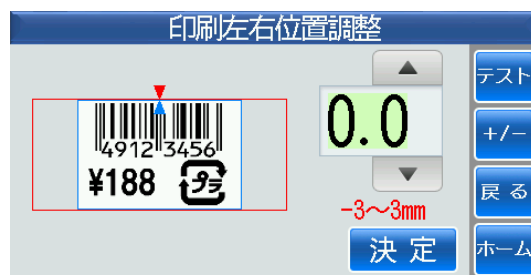 印刷左右位置調整
テスト
+/−
戻る
ホーム
0.0
-3〜3mm
決定
4912 3456
¥188
プラ